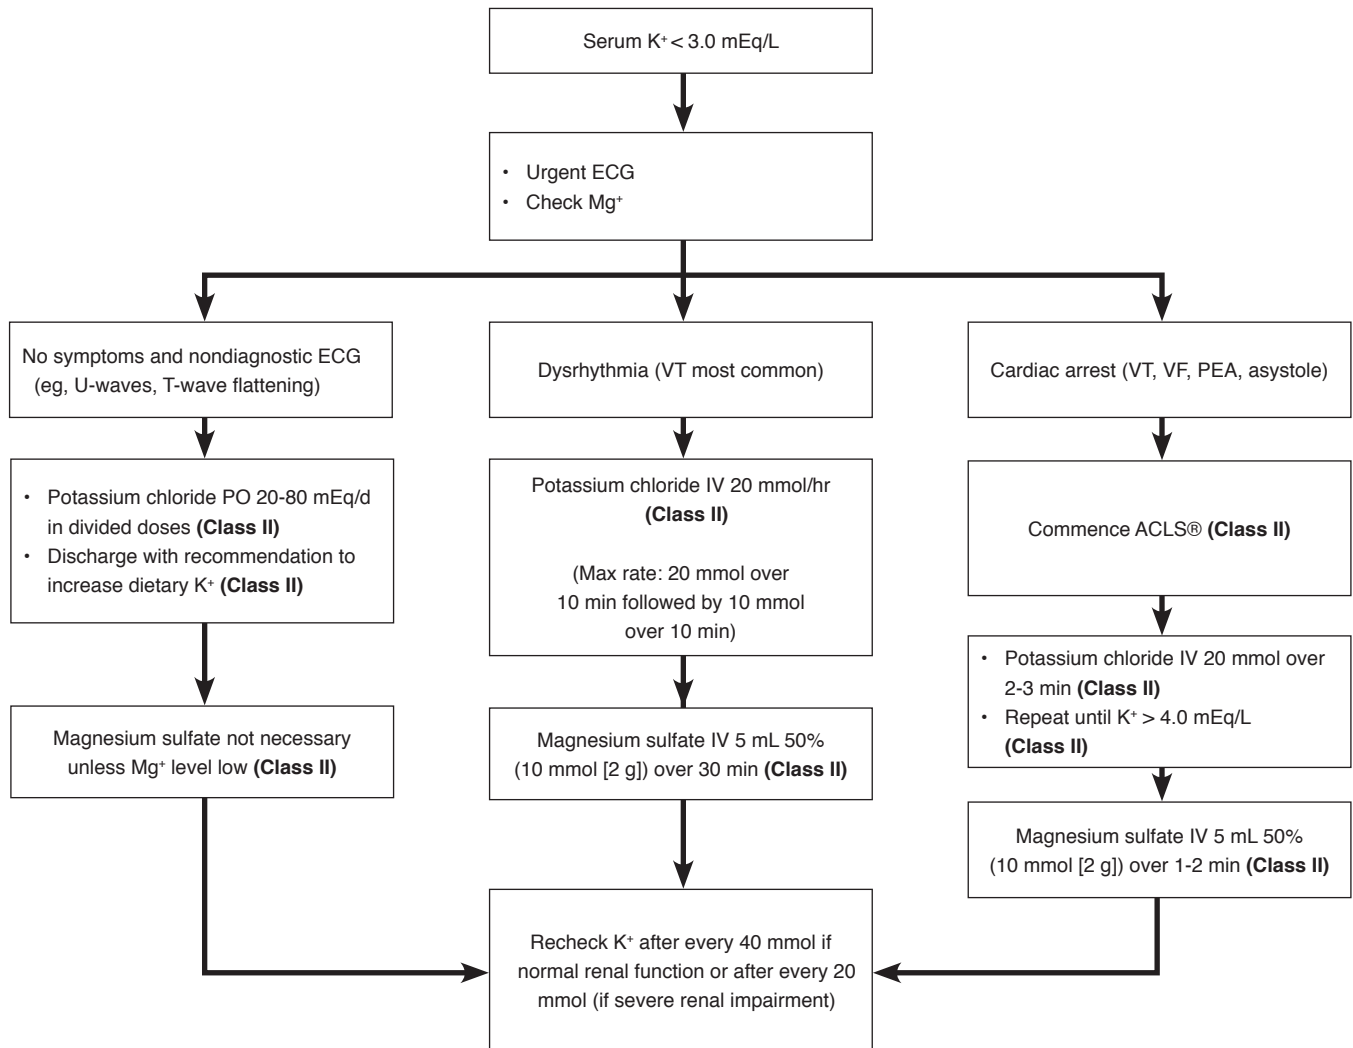 Serum K⁺ < 3.0 mEq/L
• Urgent ECG
• Check Mg⁺
No symptoms and nondiagnostic ECG
(eg, U-waves, T-wave flattening)
Dysrhythmia (VT most common)
Cardiac arrest (VT, VF, PEA, asystole)
• Potassium chloride PO 20-80 mEq/d
in divided doses (Class II)
• Discharge with recommendation to
increase dietary K⁺ (Class II)
Potassium chloride IV 20 mmol/hr
(Class II)
(Max rate: 20 mmol over
10 min followed by 10 mmol
over 10 min)
Commence ACLS® (Class II)
• Potassium chloride IV 20 mmol over
2-3 min (Class II)
• Repeat until K⁺ > 4.0 mEq/L
(Class II)
Magnesium sulfate not necessary
unless Mg⁺ level low (Class II)
Magnesium sulfate IV 5 mL 50%
(10 mmol [2 g]) over 30 min (Class II)
Magnesium sulfate IV 5 mL 50%
(10 mmol [2 g]) over 1-2 min (Class II)
Recheck K⁺ after every 40 mmol if
normal renal function or after every 20
mmol (if severe renal impairment)